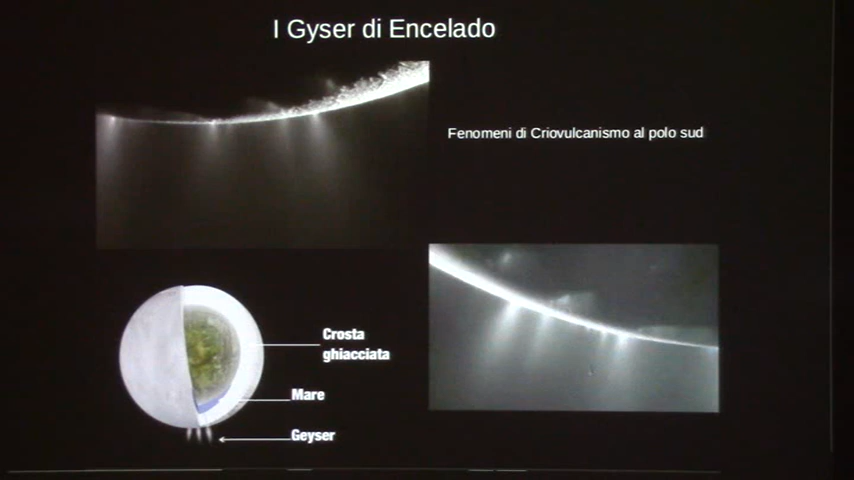 I Gyser di Encelado
Fenomeni di Criovulcanismo al polo sud
Crosta
ghiacciata
Mare
Geyser